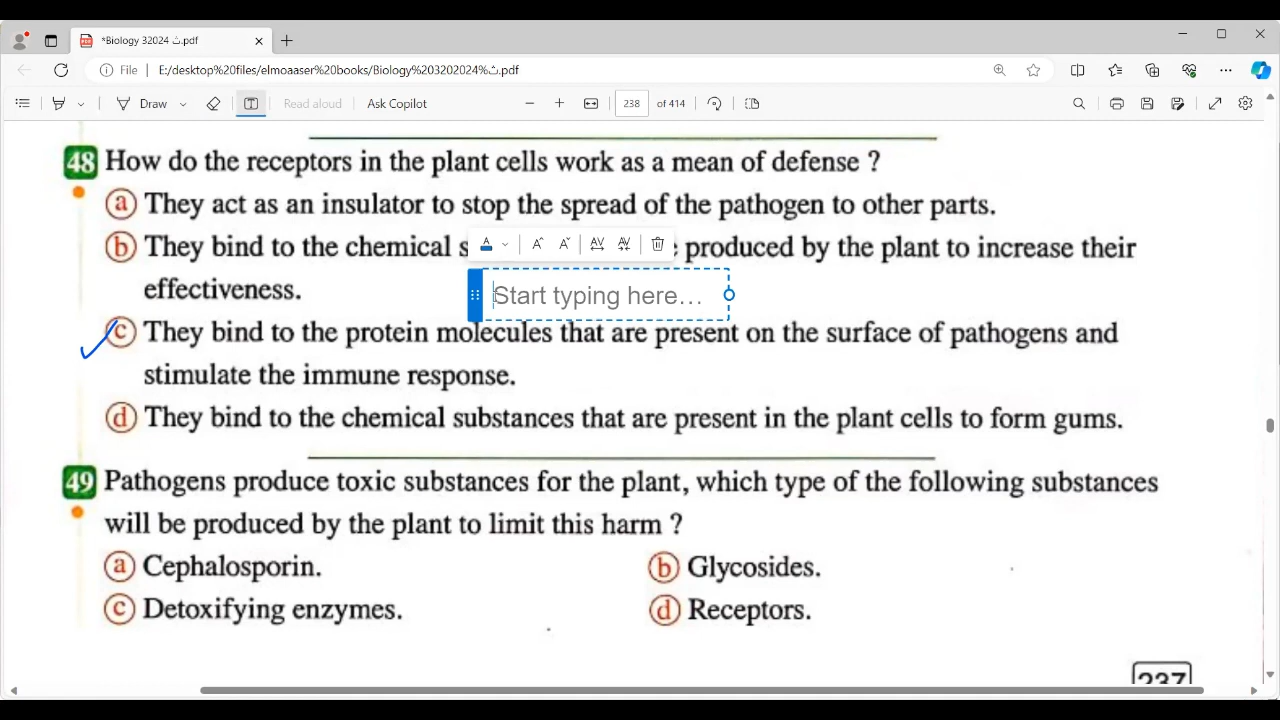 *Biology 32024 ث.pdf
File
E:/desktop%20files/elmoaaser%20books/Biology%203202024%ث.pdf
Draw
Read aloud
Ask Copilot
238 of 414
48 How do the receptors in the plant cells work as a mean of defense ?
a They act as an insulator to stop the spread of the pathogen to other parts.
b They bind to the chemical s produced by the plant to increase their
effectiveness.
Start typing here...
c They bind to the protein molecules that are present on the surface of pathogens and
stimulate the immune response.
d They bind to the chemical substances that are present in the plant cells to form gums.
49 Pathogens produce toxic substances for the plant, which type of the following substances
will be produced by the plant to limit this harm ?
a Cephalosporin.
b Glycosides.
c Detoxifying enzymes.
d Receptors.
237